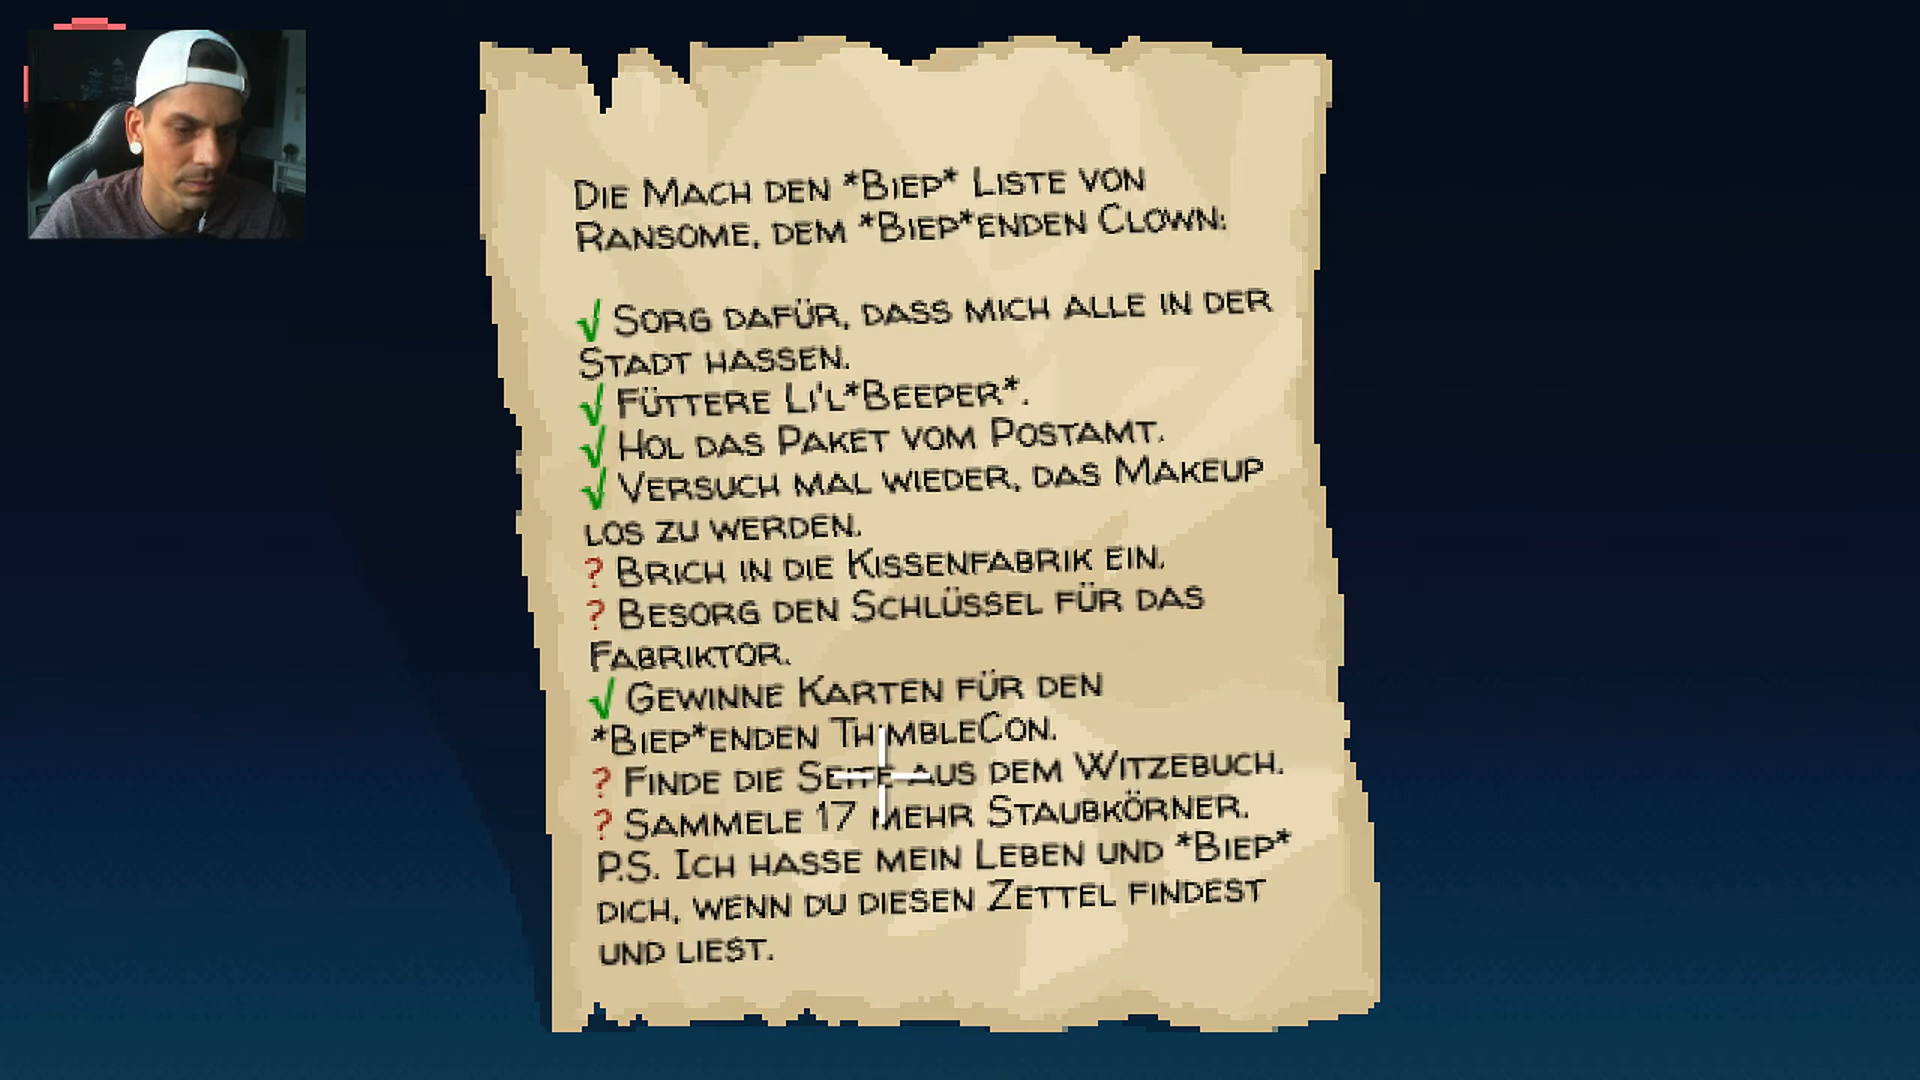 Die Mach den *Biep* Liste von
Ransome, dem *Biep*enden Clown:
√ Sorg dafür, dass mich alle in der
Stadt hassen.
√ Füttere Li'l*Beeper*.
√ Hol das Paket vom Postamt.
√ Versuch mal wieder, das Makeup
los zu werden.
? Brich in die Kissenfabrik ein.
? Besorg den Schlüssel für das
Fabriktor.
√ Gewinne Karten für den
*Biep*enden ThimbleCon.
? Finde die Seite aus dem Witzebuch.
? Sammele 17 mehr Staubkörner.
P.S. Ich hasse mein Leben und *Biep*
dich, wenn du diesen Zettel findest
und liest.